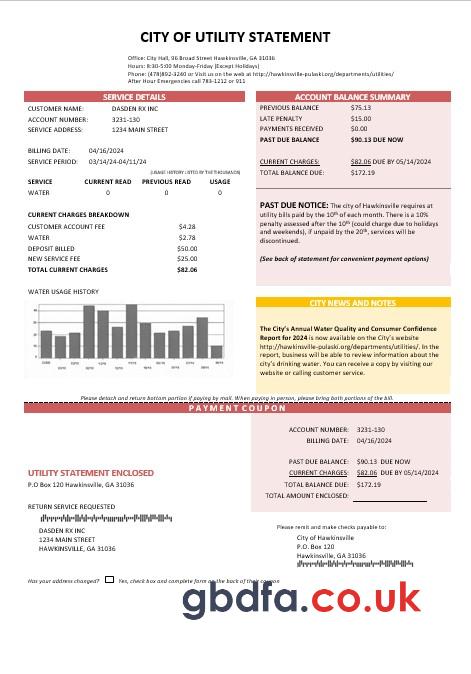 CITY OF UTILITY STATEMENT
Office: City Hall, 96 Broad Street Hawkinsville, GA 31036
Hours: 8:30-5:00 Monday-Friday (Except Holidays)
Phone: (478)892-3240 or Visit us on the web at http://hawkinsville-pulaski.org/departments/utilities/
After Hour Emergencies call 783-1212 or 911
SERVICE DETAILS
CUSTOMER NAME: DASDEN RX INC
ACCOUNT NUMBER: 3231-130
SERVICE ADDRESS: 1234 MAIN STREET
BILLING DATE: 04/16/2024
SERVICE PERIOD: 03/14/24-04/11/24
(USAGE HISTORY LISTED BY THE THOUSANDS)
SERVICE CURRENT READ PREVIOUS READ USAGE
WATER 0 0 0
CURRENT CHARGES BREAKDOWN
CUSTOMER ACCOUNT FEE $4.28
WATER $2.78
DEPOSIT BILLED $50.00
NEW SERVICE FEE $25.00
TOTAL CURRENT CHARGES $82.06
WATER USAGE HISTORY
ACCOUNT BALANCE SUMMARY
PREVIOUS BALANCE $75.13
LATE PENALTY $15.00
PAYMENTS RECEIVED $0.00
PAST DUE BALANCE $90.13 DUE NOW
CURRENT CHARGES: $82.06 DUE BY 05/14/2024
TOTAL BALANCE DUE: $172.19
PAST DUE NOTICE: The city of Hawkinsville requires at
utility bills paid by the 10th of each month. There is a 10%
penalty assessed after the 10th (could charge due to holidays
and weekends), if unpaid by the 20th, services will be
discontinued.
(See back of statement for convenient payment options)
CITY NEWS AND NOTES
The City's Annual Water Quality and Consumer Confidence
Report for 2024 is now available on the City's website
http://hawkinsville-pulaski.org/departments/utilities/. In the
report, business will be able to review information about the
city's drinking water. You can receive a copy by visiting our
website or calling customer service.
Please detach and return bottom portion if paying by mail. When paying in person, please bring both portions of the bill.
PAYMENT COUPON
ACCOUNT NUMBER: 3231-130
BILLING DATE: 04/16/2024
PAST DUE BALANCE: $90.13 DUE NOW
CURRENT CHARGES: $82.06 DUE BY 05/14/2024
TOTAL BALANCE DUE: $172.19
TOTAL AMOUNT ENCLOSED:
UTILITY STATEMENT ENCLOSED
P.O Box 120 Hawkinsville, GA 31036
RETURN SERVICE REQUESTED
DASDEN RX INC
1234 MAIN STREET
HAWKINSVILLE, GA 31036
Please remit and make checks payable to:
City of Hawkinsville
P.O. Box 120
Hawkinsville, GA 31036
Has your address changed? Yes, check box and complete form on the back of their coupon
gbdfa.co.uk